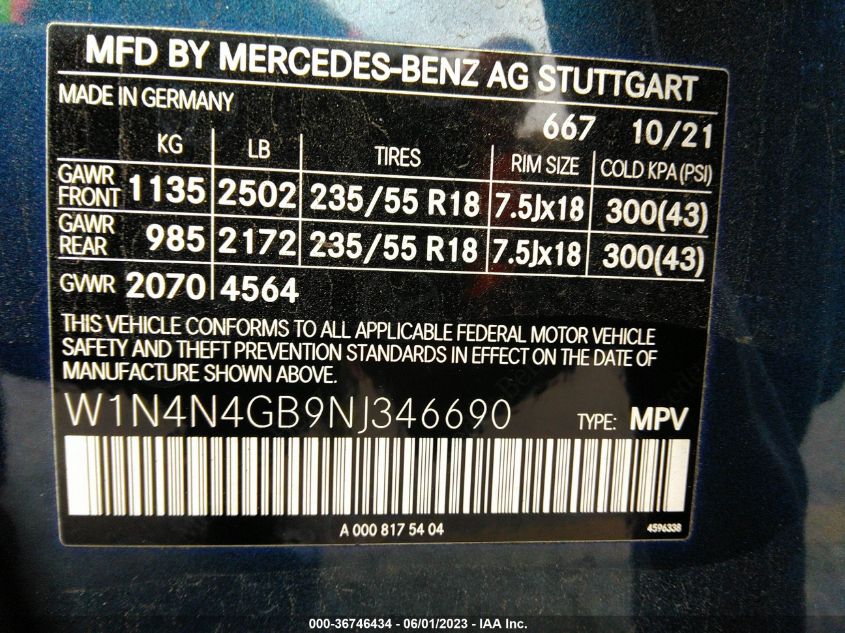 MFD BY MERCEDES-BENZ AG STUTTGART
MADE IN GERMANY
667 10/21
KG LB TIRES RIM SIZE COLD KPA (PSI)
GAWR FRONT 1135 2502 235/55 R18 7.5Jx18 300(43)
GAWR REAR 985 2172 235/55 R18 7.5Jx18 300(43)
GVWR 2070 4564
THIS VEHICLE CONFORMS TO ALL APPLICABLE FEDERAL MOTOR VEHICLE
SAFETY AND THEFT PREVENTION STANDARDS IN EFFECT ON THE DATE OF
MANUFACTURE SHOWN ABOVE.
W1N4N4GB9NJ346690 TYPE: MPV
A 000 817 54 04 4596338
000-36746434 - 06/01/2023 - IAA Inc.